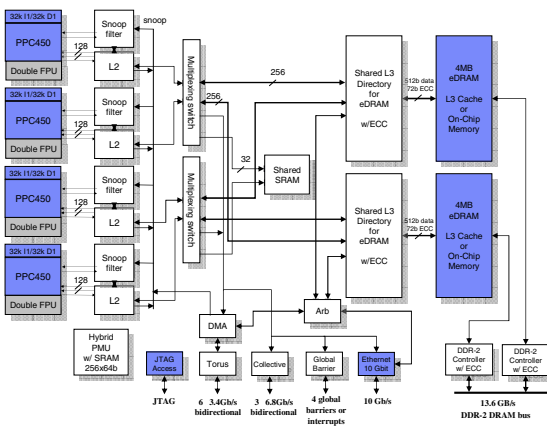 32k I1/32k D1
PPC450
Double FPU
128
Snoop
filter
L2
snoop
32k I1/32k D1
PPC450
Double FPU
128
Snoop
filter
L2
32k I1/32k D1
PPC450
Double FPU
128
Snoop
filter
L2
32k I1/32k D1
PPC450
Double FPU
128
Snoop
filter
L2
Multiplexing switch
Multiplexing switch
256
256
32
Shared
SRAM
Shared L3
Directory
for
eDRAM
w/ECC
512b data
72b ECC
4MB
eDRAM
L3 Cache
or
On-Chip
Memory
Shared L3
Directory
for
eDRAM
w/ECC
512b data
72b ECC
4MB
eDRAM
L3 Cache
or
On-Chip
Memory
Hybrid
PMU
w/ SRAM
256x64b
DMA
Arb
JTAG
Access
Torus
Collective
Global
Barrier
Ethernet
10 Gbit
DDR-2
Controller
w/ ECC
DDR-2
Controller
w/ ECC
JTAG
6 3.4Gb/s
bidirectional
3 6.8Gb/s
bidirectional
4 global
barriers or
interrupts
10 Gb/s
13.6 GB/s
DDR-2 DRAM bus